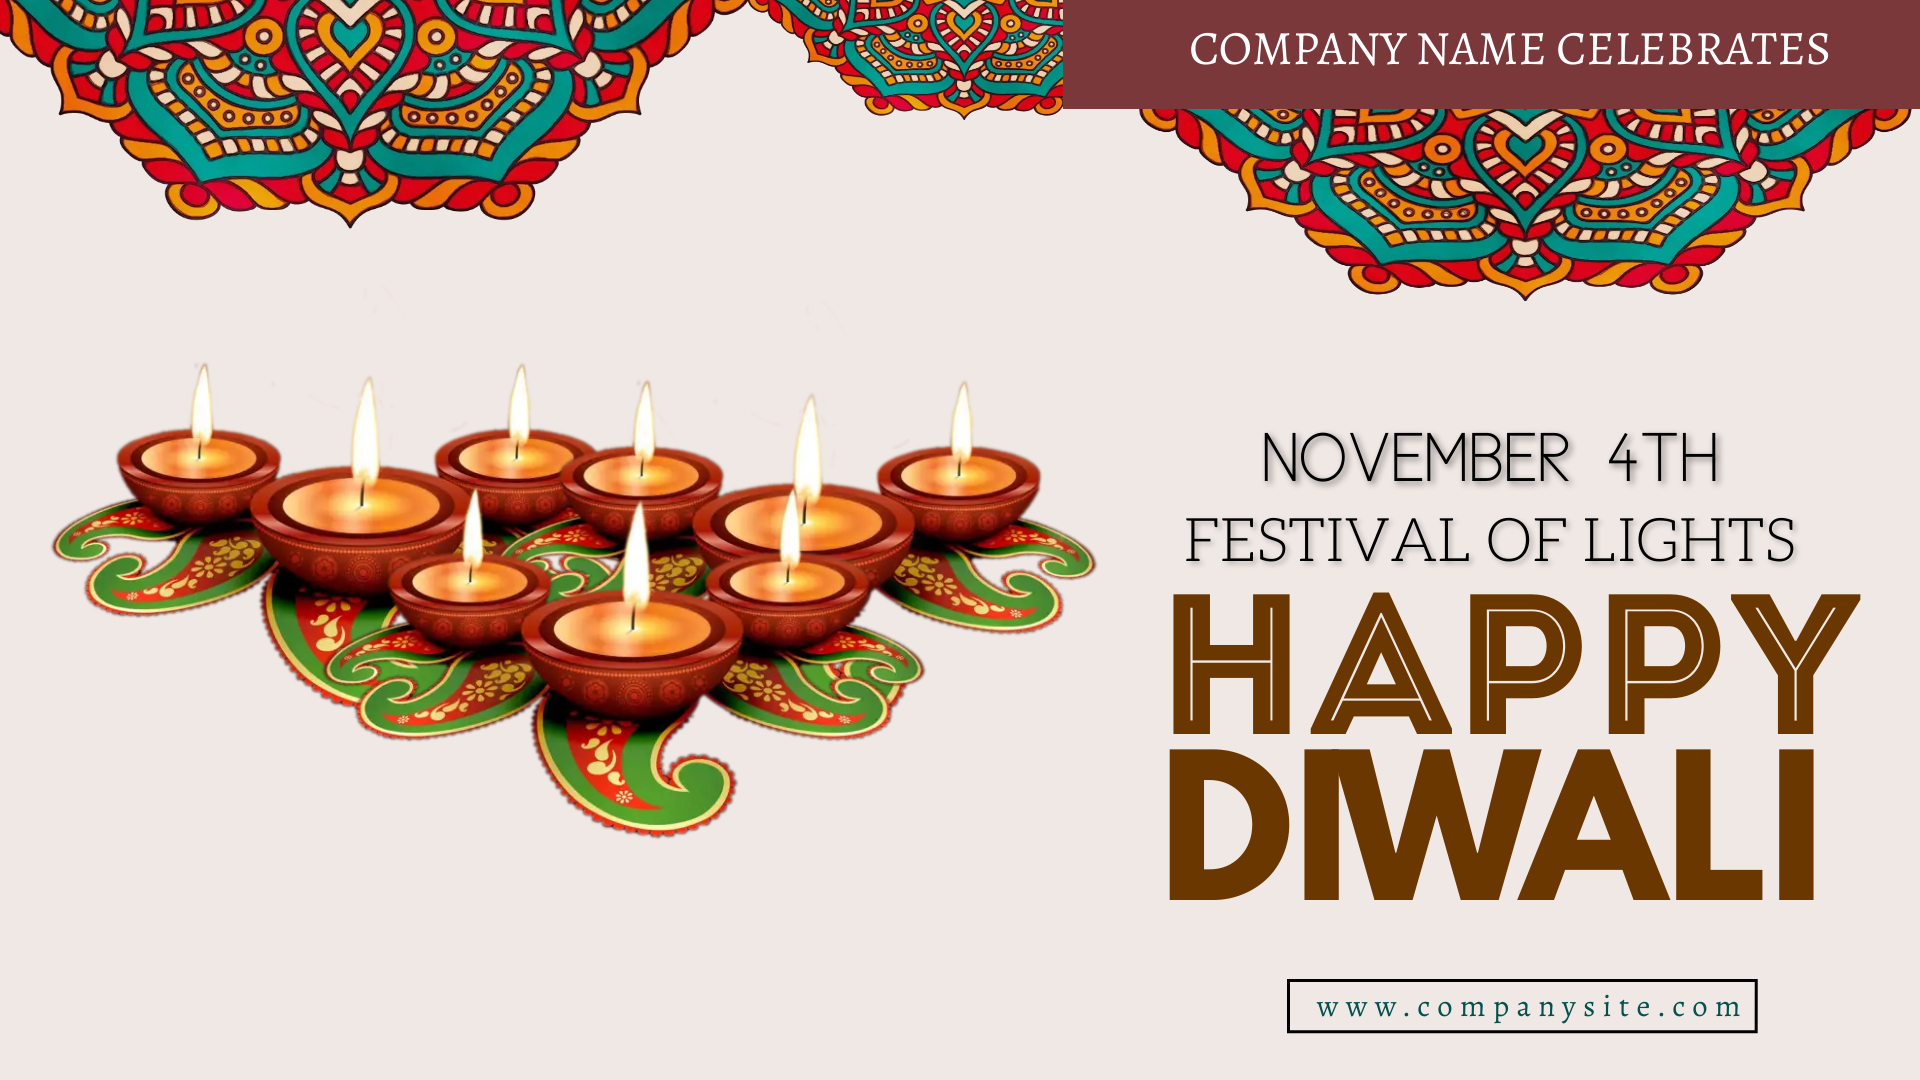 COMPANY NAME CELEBRATES
NOVEMBER 4TH
FESTIVAL OF LIGHTS
HAPPY
DIWALI
www.companysite.com